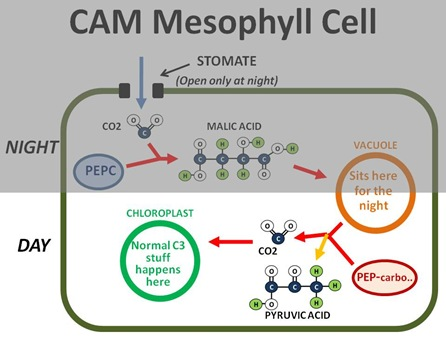 CAM Mesophyll Cell
STOMATE
(Open only at night)
CO2
MALIC ACID
NIGHT
PEPC
VACUOLE
Sits here
for the
night
DAY
CHLOROPLAST
Normal C3
stuff
happens
here
CO2
PEP-carbo..
PYRUVIC ACID
O
O
C
O
O
H
O
H
C
C
C
C
O
H
H
H
O
H
O
O
C
O
O
H
C
C
C
H
O
H
H